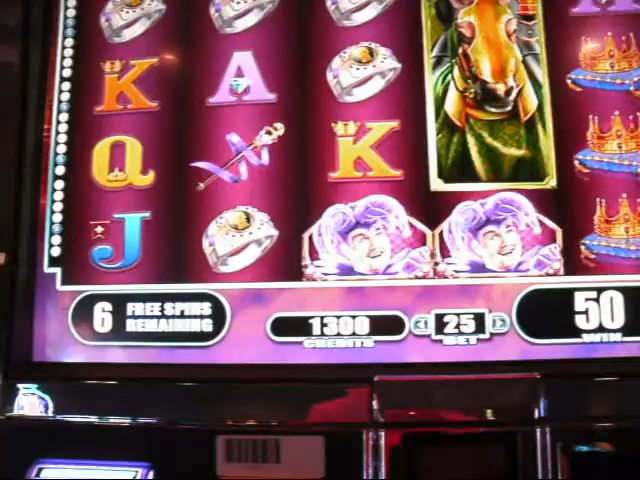 K A
Q K
J
6 FREE SPINS REMAINING
1300 CREDITS
25 BET
50 WIN